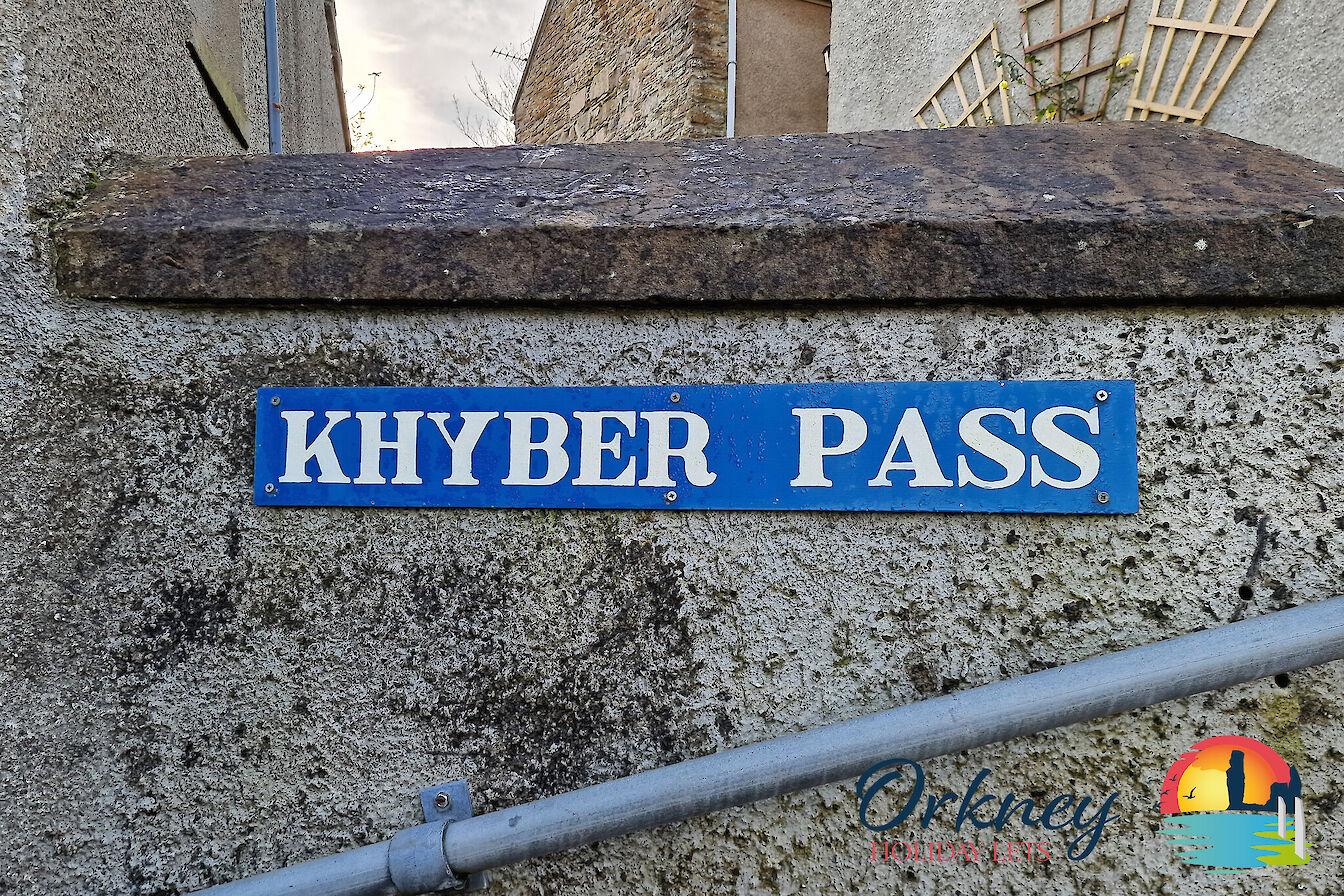 KHYBER PASS
Orkney
HOLIDAY LETS